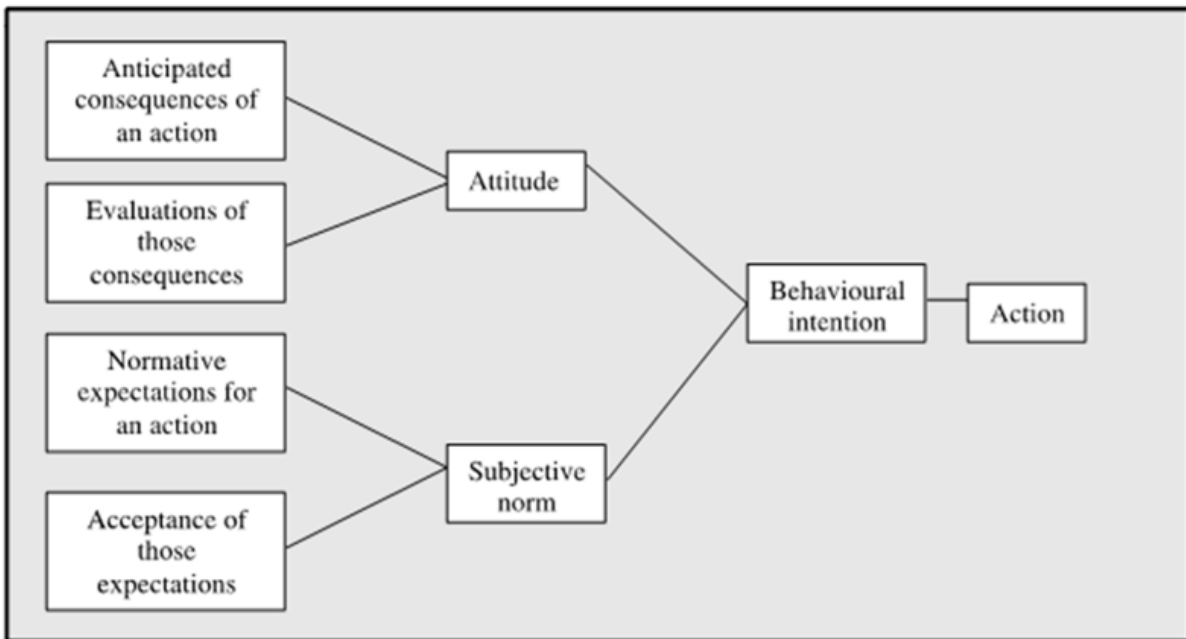 Anticipated
consequences of
an action
Evaluations of
those
consequences
Normative
expectations for
an action
Acceptance of
those
expectations
Attitude
Subjective
norm
Behavioural
intention
Action